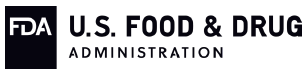 FDA U.S. FOOD & DRUG
ADMINISTRATION